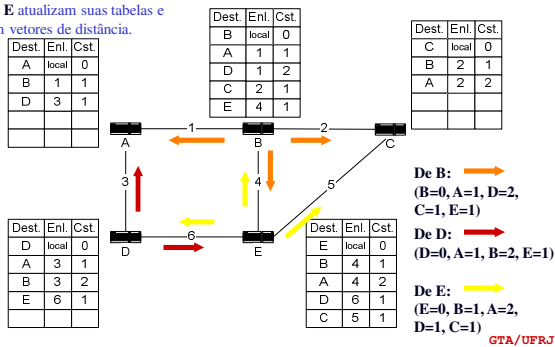 E atualizam suas tabelas e
vetores de distância.
Dest. Enl. Cst.
A local 0
B 1 1
D 3 1
Dest. Enl. Cst.
B local 0
A 1 1
D 1 2
C 2 1
E 4 1
Dest. Enl. Cst.
C local 0
B 2 1
A 2 2
1
2
A
B
C
3
4
5
6
D
E
Dest. Enl. Cst.
D local 0
A 3 1
B 3 2
E 6 1
Dest. Enl. Cst.
E local 0
B 4 1
A 4 2
D 6 1
C 5 1
De B:
(B=0, A=1, D=2,
C=1, E=1)
De D:
(D=0, A=1, B=2, E=1)
De E:
(E=0, B=1, A=2,
D=1, C=1)
GTA/UFRJ